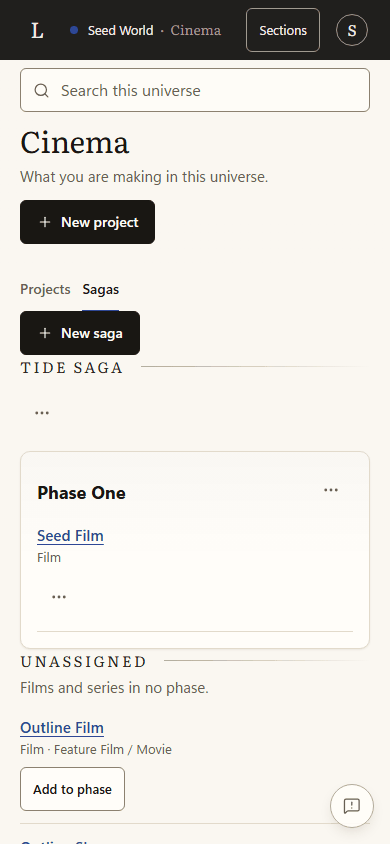 L
Seed World · Cinema
Sections
S
Search this universe
Cinema
What you are making in this universe.
New project
Projects
Sagas
New saga
TIDE SAGA
Phase One
Seed Film
Film
UNASSIGNED
Films and series in no phase.
Outline Film
Film · Feature Film / Movie
Add to phase